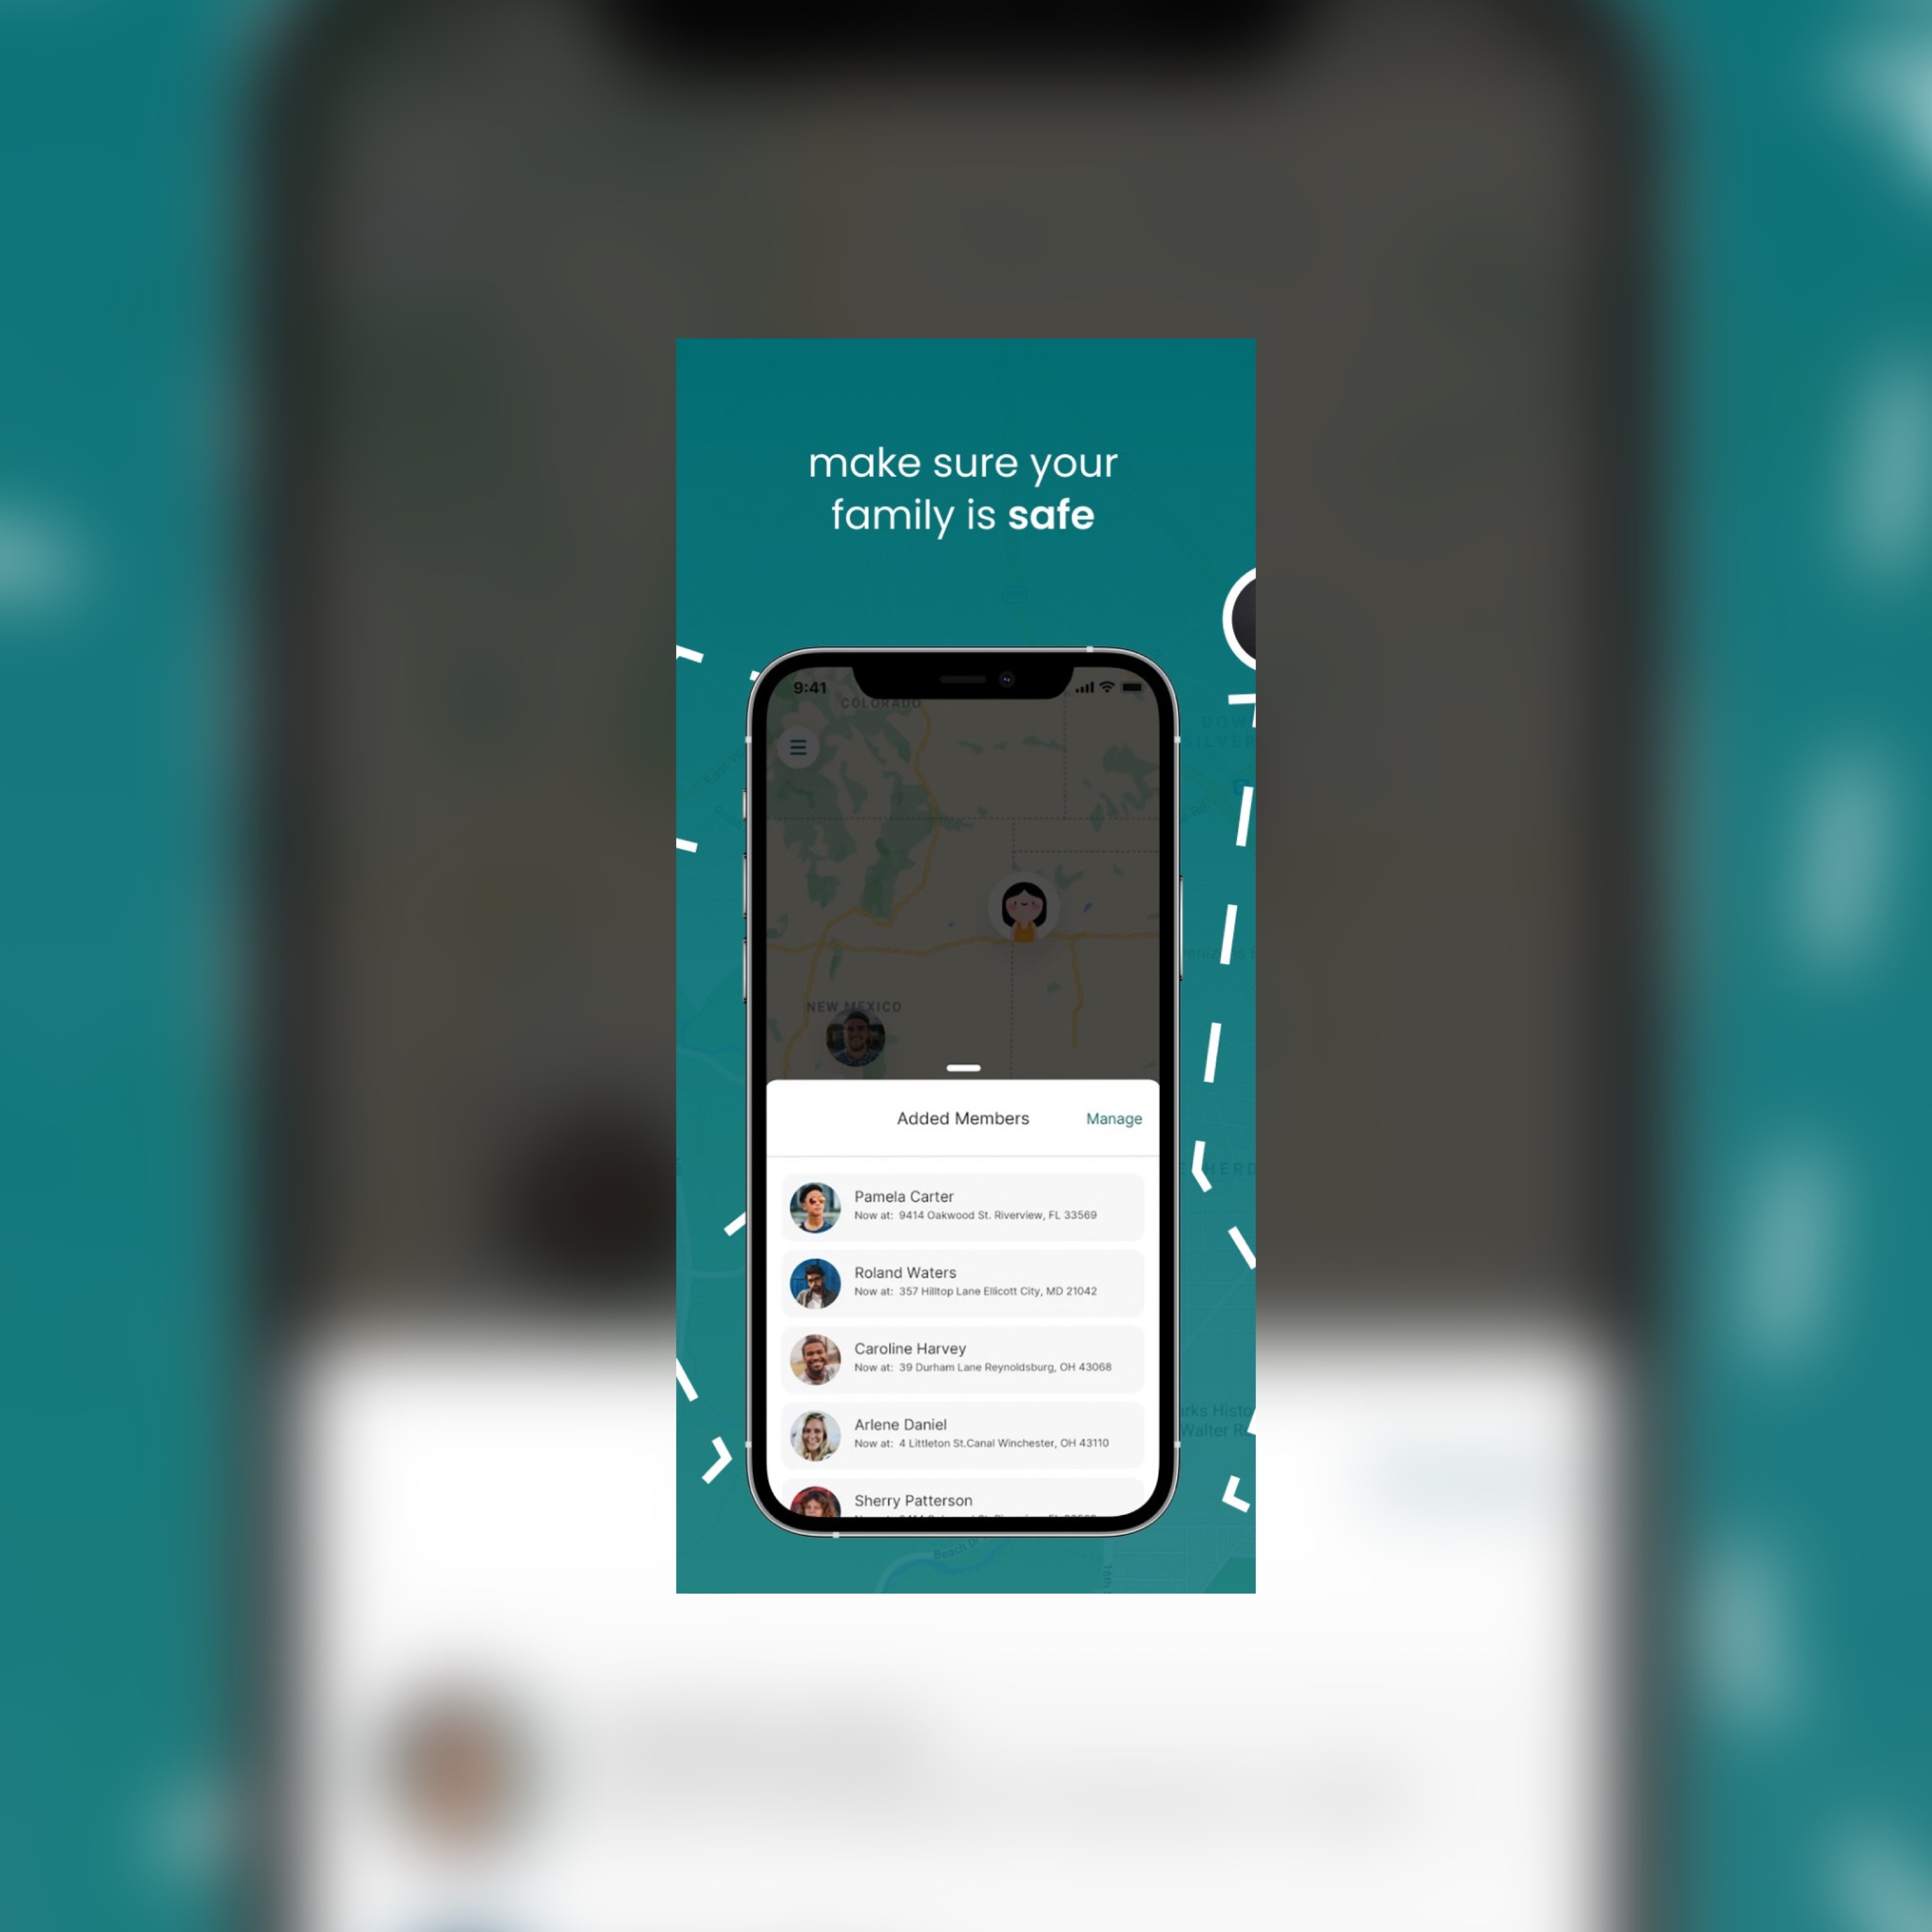 make sure your
family is safe
9:41
COLORADO
NEW MEXICO
Added Members
Manage
Pamela Carter
Now at: 9414 Oakwood St. Riverview, FL 33569
Roland Waters
Now at: 357 Hilltop Lane Ellicott City, MD 21042
Caroline Harvey
Now at: 39 Durham Lane Reynoldsburg, OH 43068
Arlene Daniel
Now at: 4 Littleton St.Canal Winchester, OH 43110
Sherry Patterson
Beach Dr
Walter